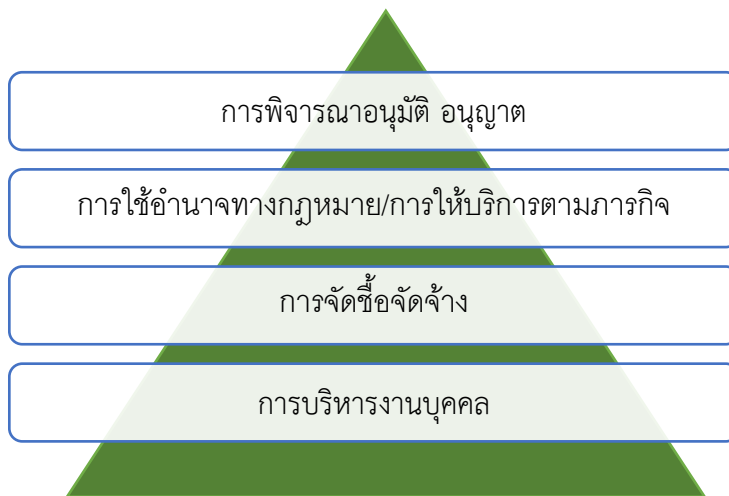 การพิจารณาอนุมัติ อนุญาต
การใช้อำนาจทางกฎหมาย/การให้บริการตามภารกิจ
การจัดซื้อจัดจ้าง
การบริหารงานบุคคล